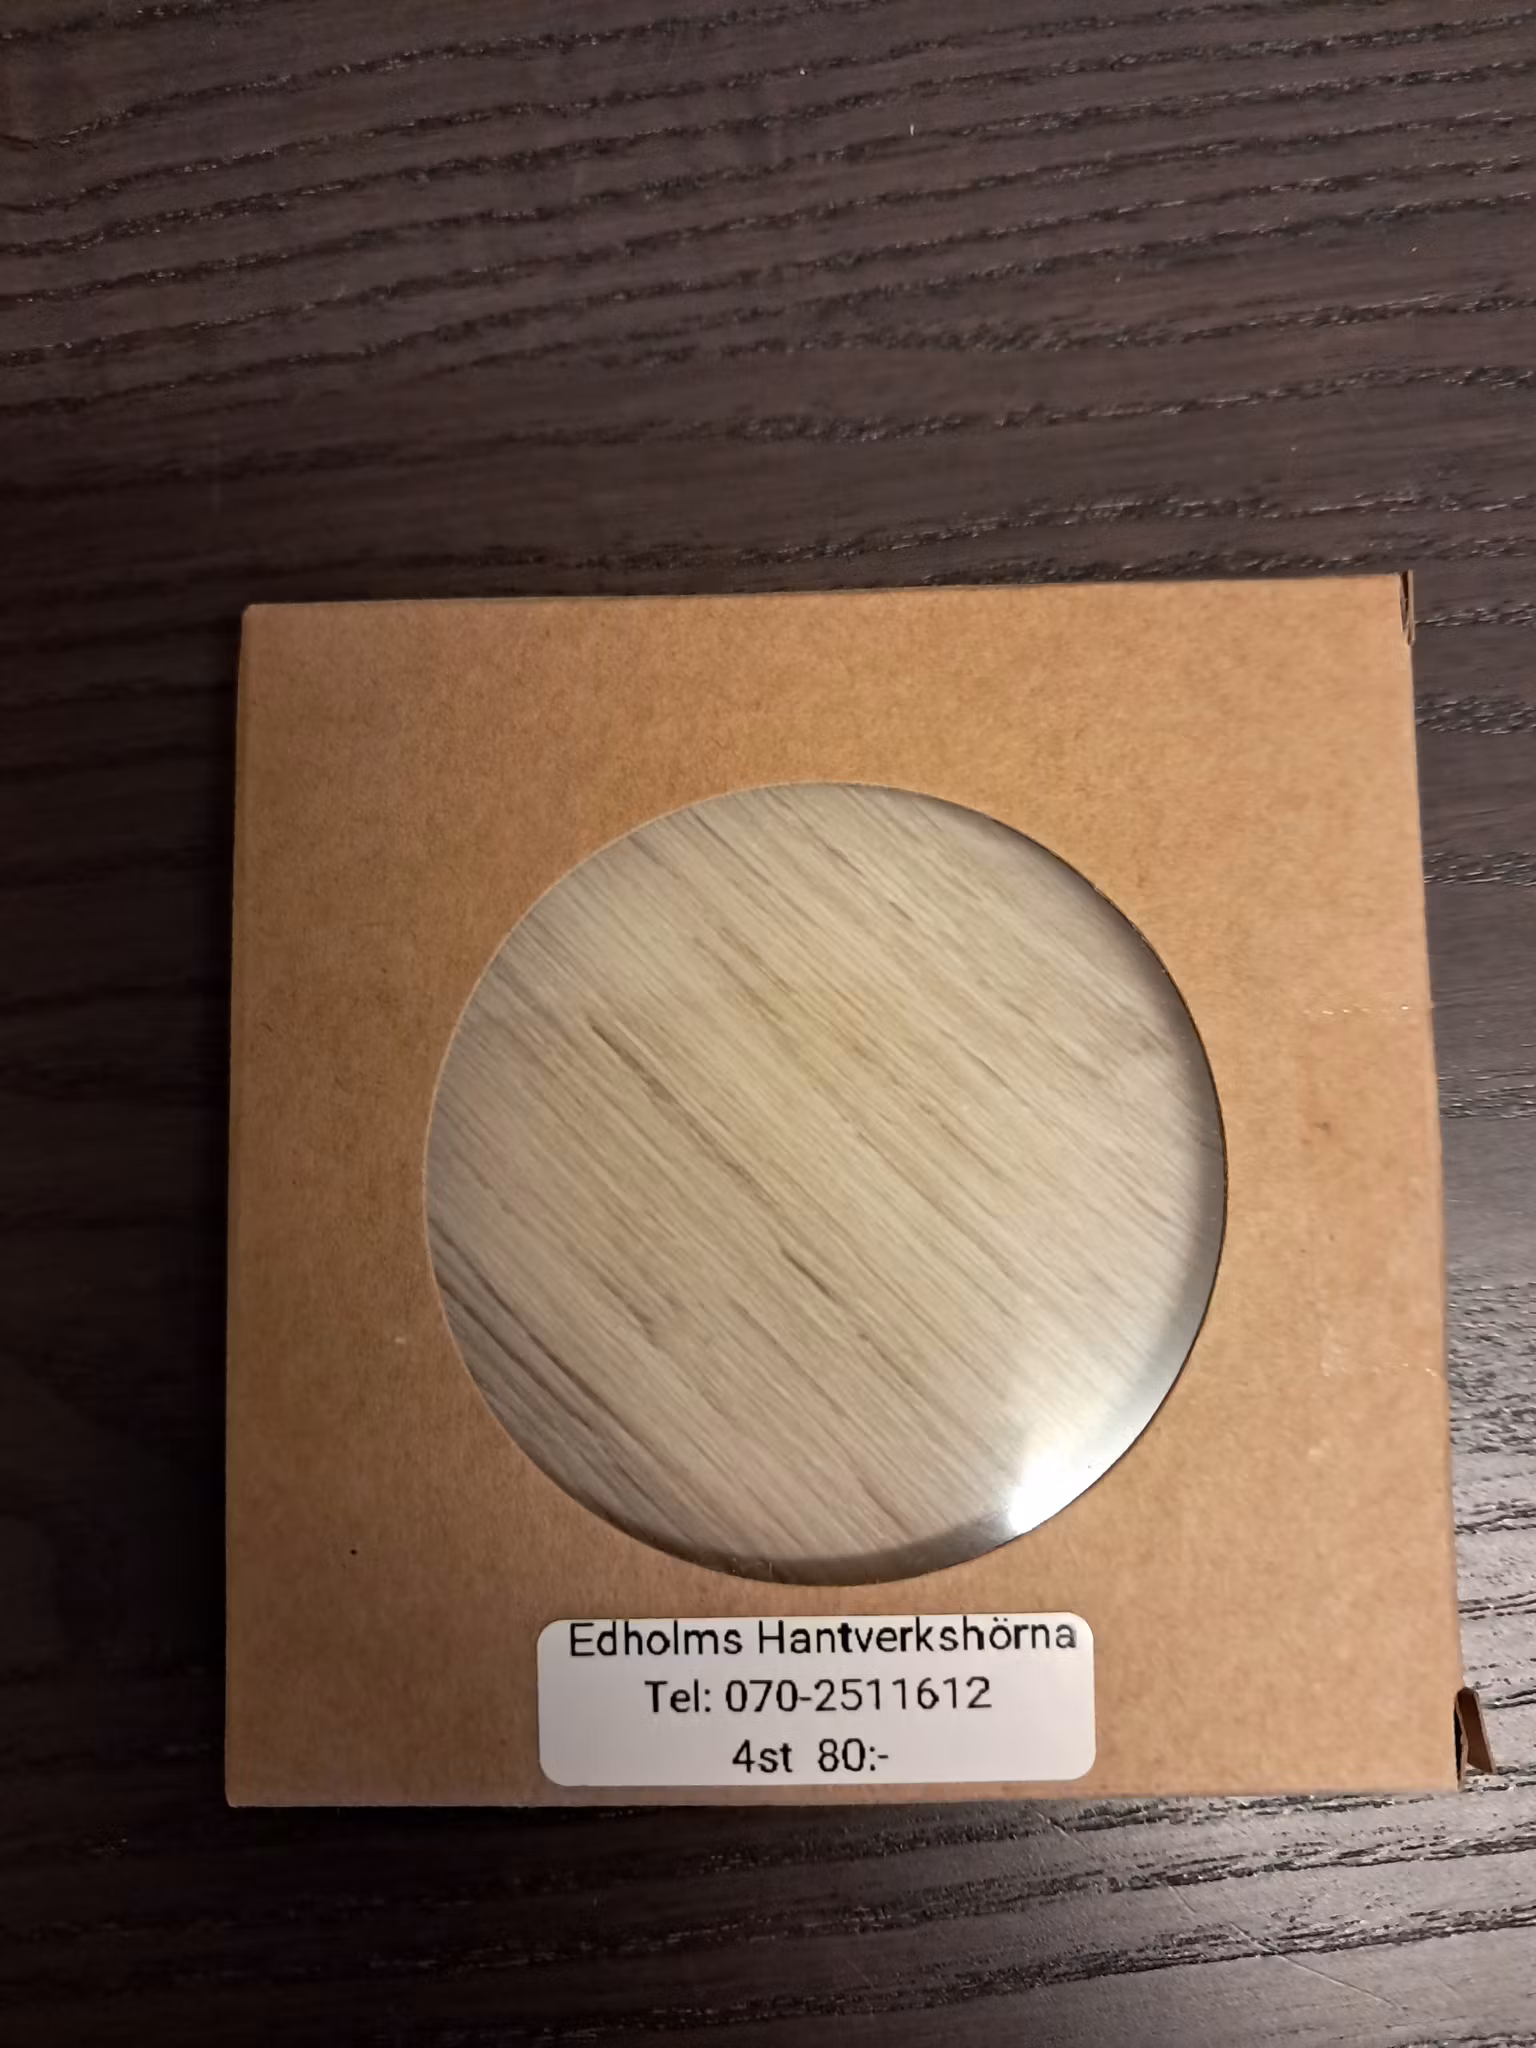 Edholms Hantverkshörna
Tel: 070-2511612
4st 80:-